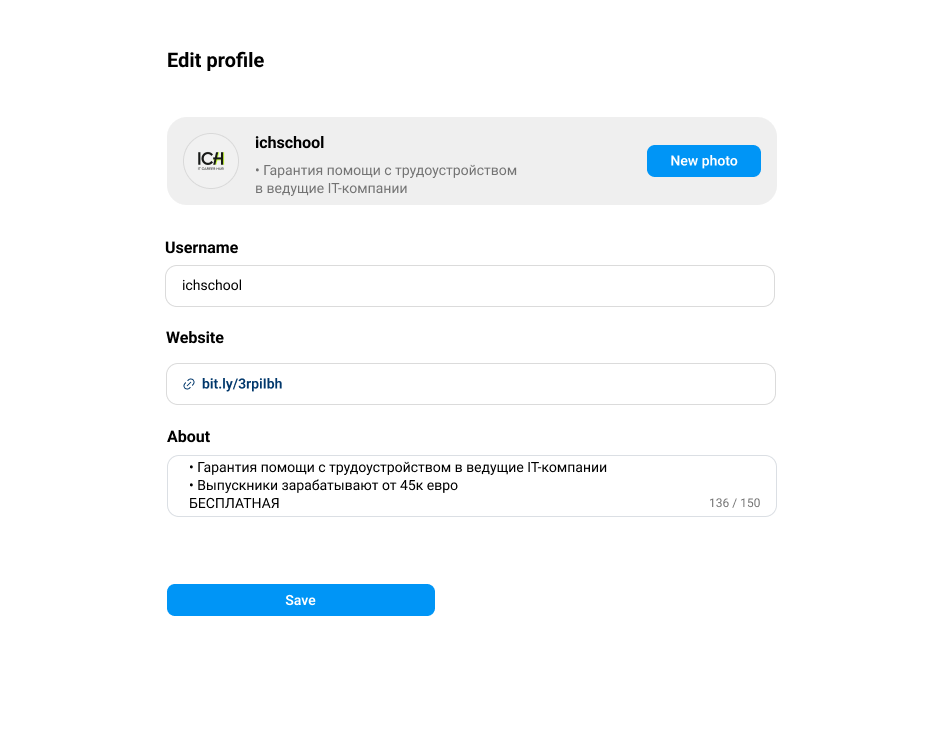 Edit profile
ichschool
ICH
IT CAREER HUB
• Гарантия помощи с трудоустройством
в ведущие IT-компании
New photo
Username
ichschool
Website
bit.ly/3rpiIbh
About
• Гарантия помощи с трудоустройством в ведущие IT-компании
• Выпускники зарабатывают от 45к евро
БЕСПЛАТНАЯ
136 / 150
Save